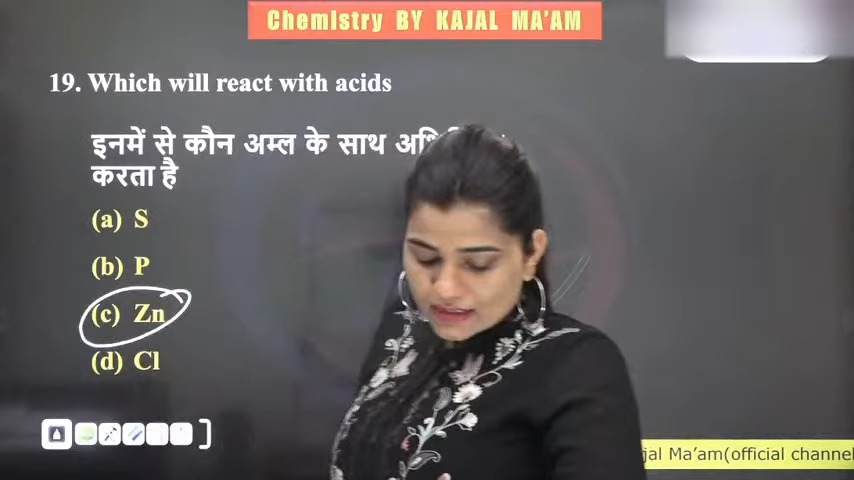 Chemistry BY KAJAL MA'AM
19. Which will react with acids
इनमें से कौन अम्ल के साथ
करता है
(a) S
(b) P
(c) Zn
(d) Cl
Ma'am(official channel